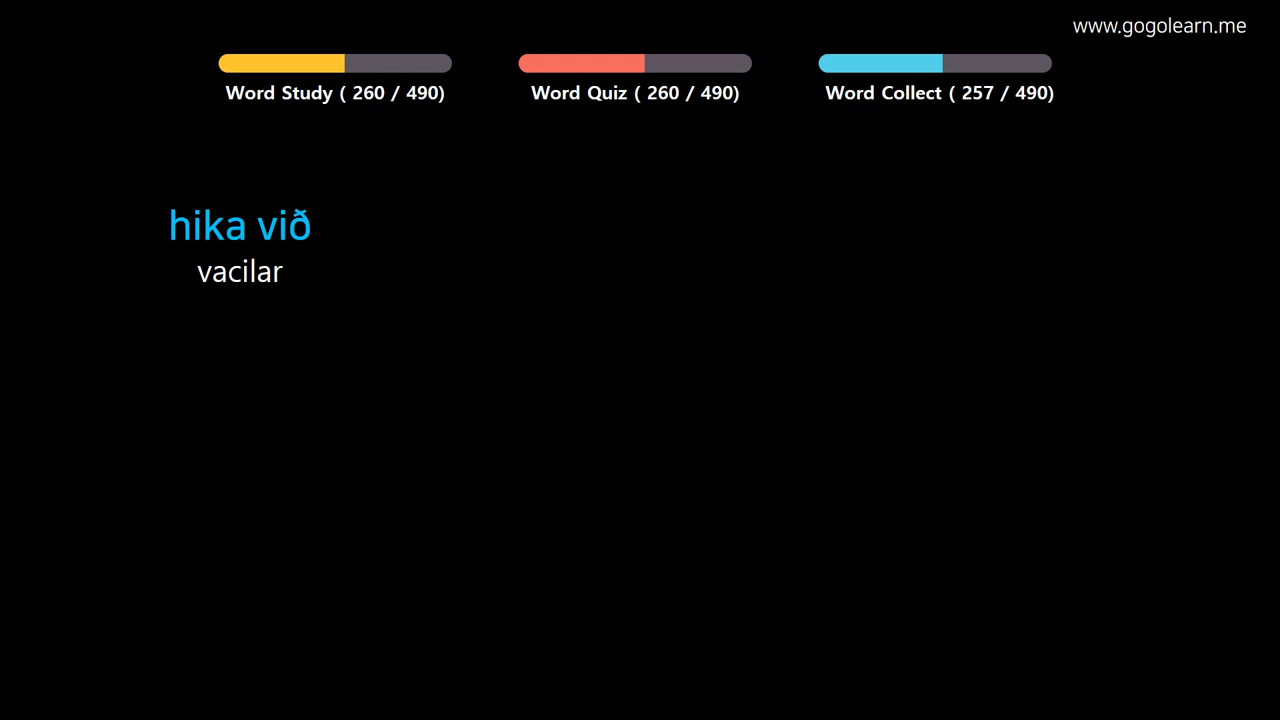 www.gogolearn.me
Word Study ( 260 / 490)
Word Quiz ( 260 / 490)
Word Collect ( 257 / 490)
hika við
vacilar